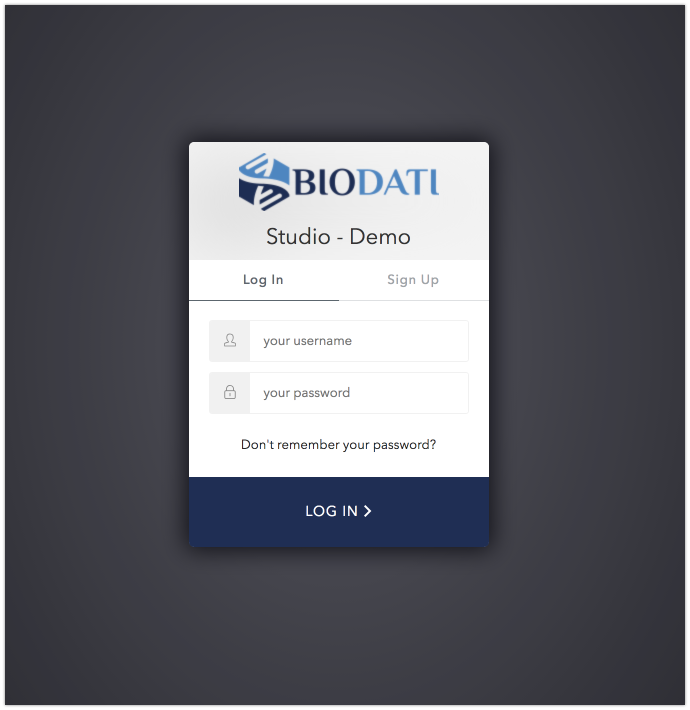 BIODATI
Studio - Demo
Log In
Sign Up
your username
your password
Don't remember your password?
LOG IN